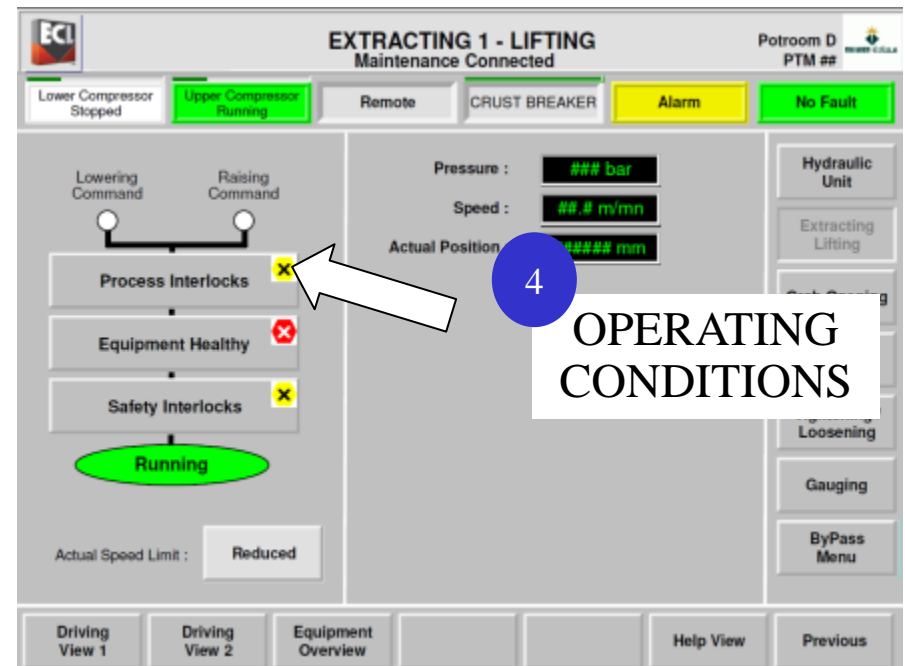 ECL
EXTRACTING 1 - LIFTING
Maintenance Connected
Potroom D
PTM ##
Lower Compressor
Stopped
Upper Compressor
Running
Remote
CRUST BREAKER
Alarm
No Fault
Lowering
Command
Raising
Command
Process Interlocks
Equipment Healthy
Safety Interlocks
Running
Actual Speed Limit :
Reduced
Pressure :
### bar
Speed :
##.# m/mn
Actual Position
##### mm
4
OPERATING
CONDITIONS
Hydraulic
Unit
Extracting
Lifting
Loosening
Gauging
ByPass
Menu
Driving
View 1
Driving
View 2
Equipment
Overview
Help View
Previous